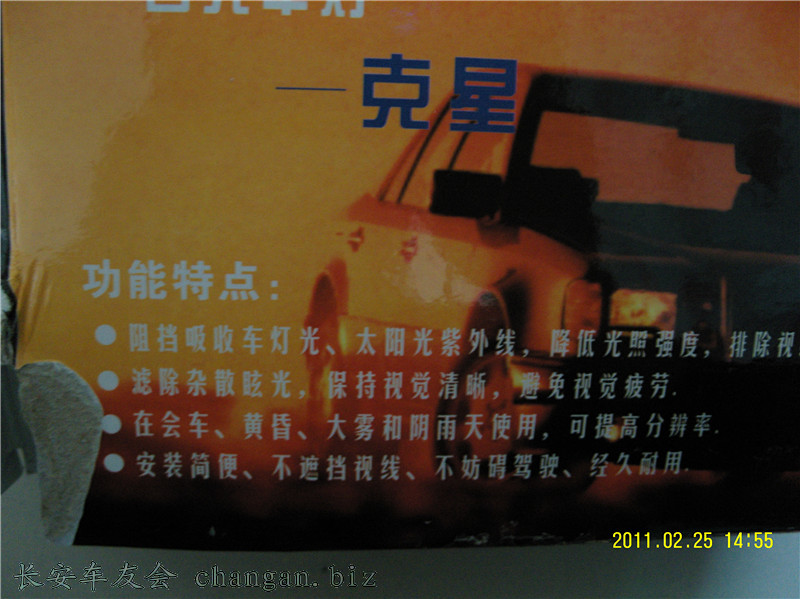 ——克星
功能特点：
● 阻挡吸收车灯光、太阳光紫外线，降低光照强度，排除视
● 滤除杂散眩光，保持视觉清晰，避免视觉疲劳.
● 在会车、黄昏、大雾和阴雨天使用，可提高分辨率.
● 安装简便、不遮挡视线、不妨碍驾驶、经久耐用.
2011.02.25 14:55
长安车友会 changan.biz